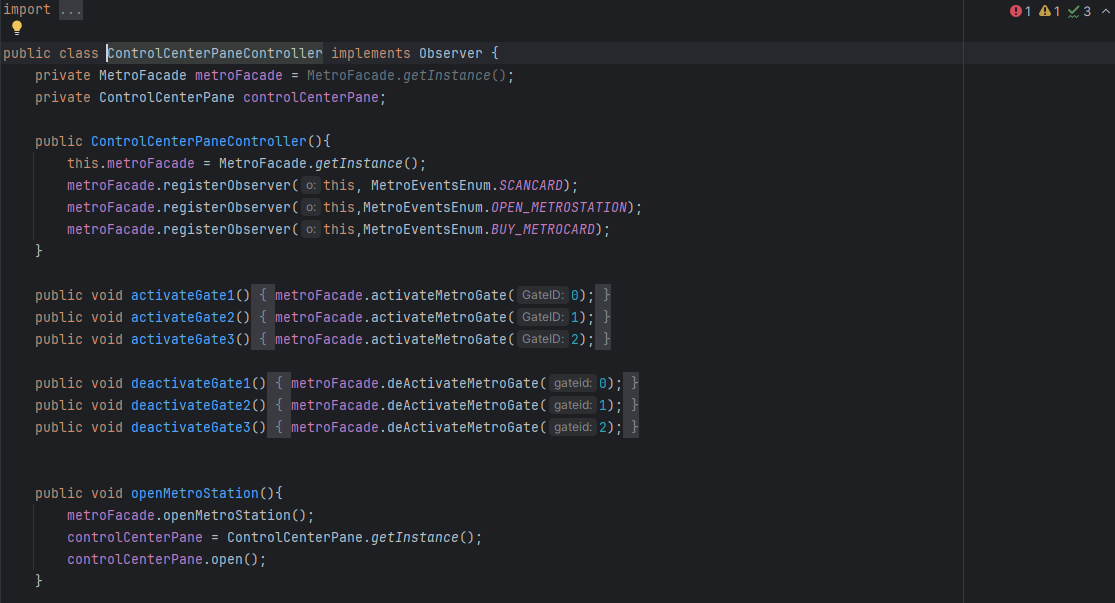 import ...
1 1 3
public class ControlCenterPaneController implements Observer {
private MetroFacade metroFacade = MetroFacade.getInstance();
private ControlCenterPane controlCenterPane;
public ControlCenterPaneController(){
this.metroFacade = MetroFacade.getInstance();
metroFacade.registerObserver( o: this, MetroEventsEnum.SCANCARD);
metroFacade.registerObserver( o: this,MetroEventsEnum.OPEN_METROSTATION);
metroFacade.registerObserver( o: this,MetroEventsEnum.BUY_METROCARD);
}
public void activateGate1() { metroFacade.activateMetroGate( GateID: 0); }
public void activateGate2() { metroFacade.activateMetroGate( GateID: 1); }
public void activateGate3() { metroFacade.activateMetroGate( GateID: 2); }
public void deactivateGate1() { metroFacade.deActivateMetroGate( gateid: 0); }
public void deactivateGate2() { metroFacade.deActivateMetroGate( gateid: 1); }
public void deactivateGate3() { metroFacade.deActivateMetroGate( gateid: 2); }
public void openMetroStation(){
metroFacade.openMetroStation();
controlCenterPane = ControlCenterPane.getInstance();
controlCenterPane.open();
}